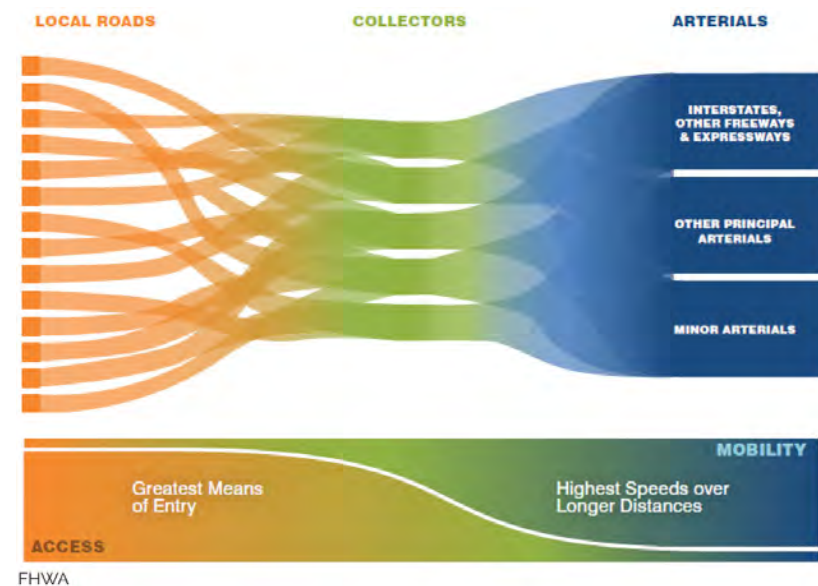 LOCAL ROADS
COLLECTORS
ARTERIALS
INTERSTATES,
OTHER FREEWAYS
& EXPRESSWAYS
OTHER PRINCIPAL
ARTERIALS
MINOR ARTERIALS
MOBILITY
Greatest Means
of Entry
Highest Speeds over
Longer Distances
ACCESS
FHWA